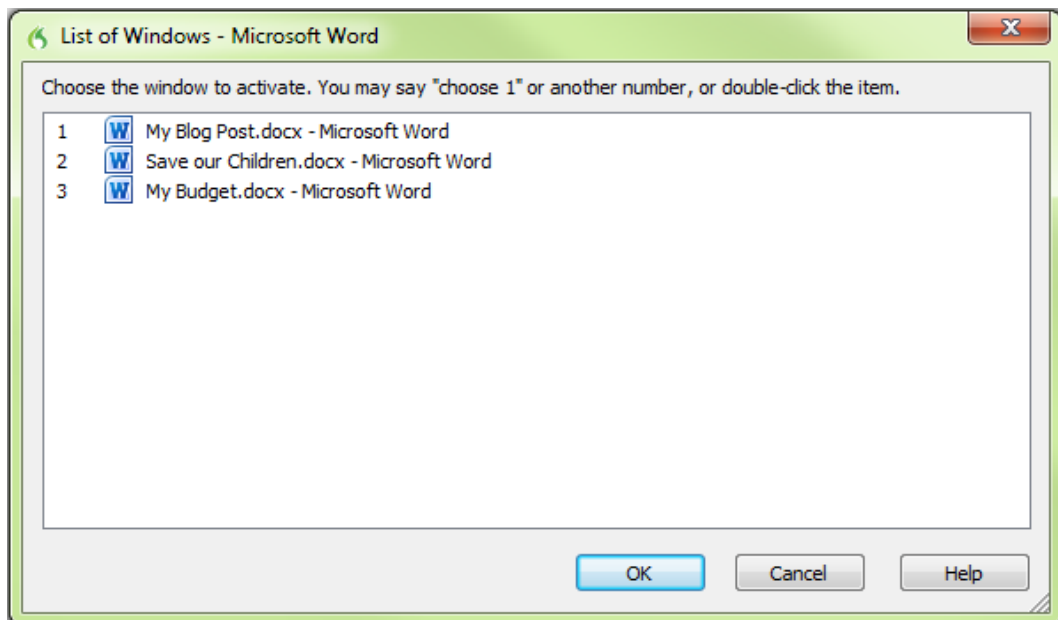 List of Windows - Microsoft Word
Choose the window to activate. You may say "choose 1" or another number, or double-click the item.
1 My Blog Post.docx - Microsoft Word
2 Save our Children.docx - Microsoft Word
3 My Budget.docx - Microsoft Word
OK Cancel Help